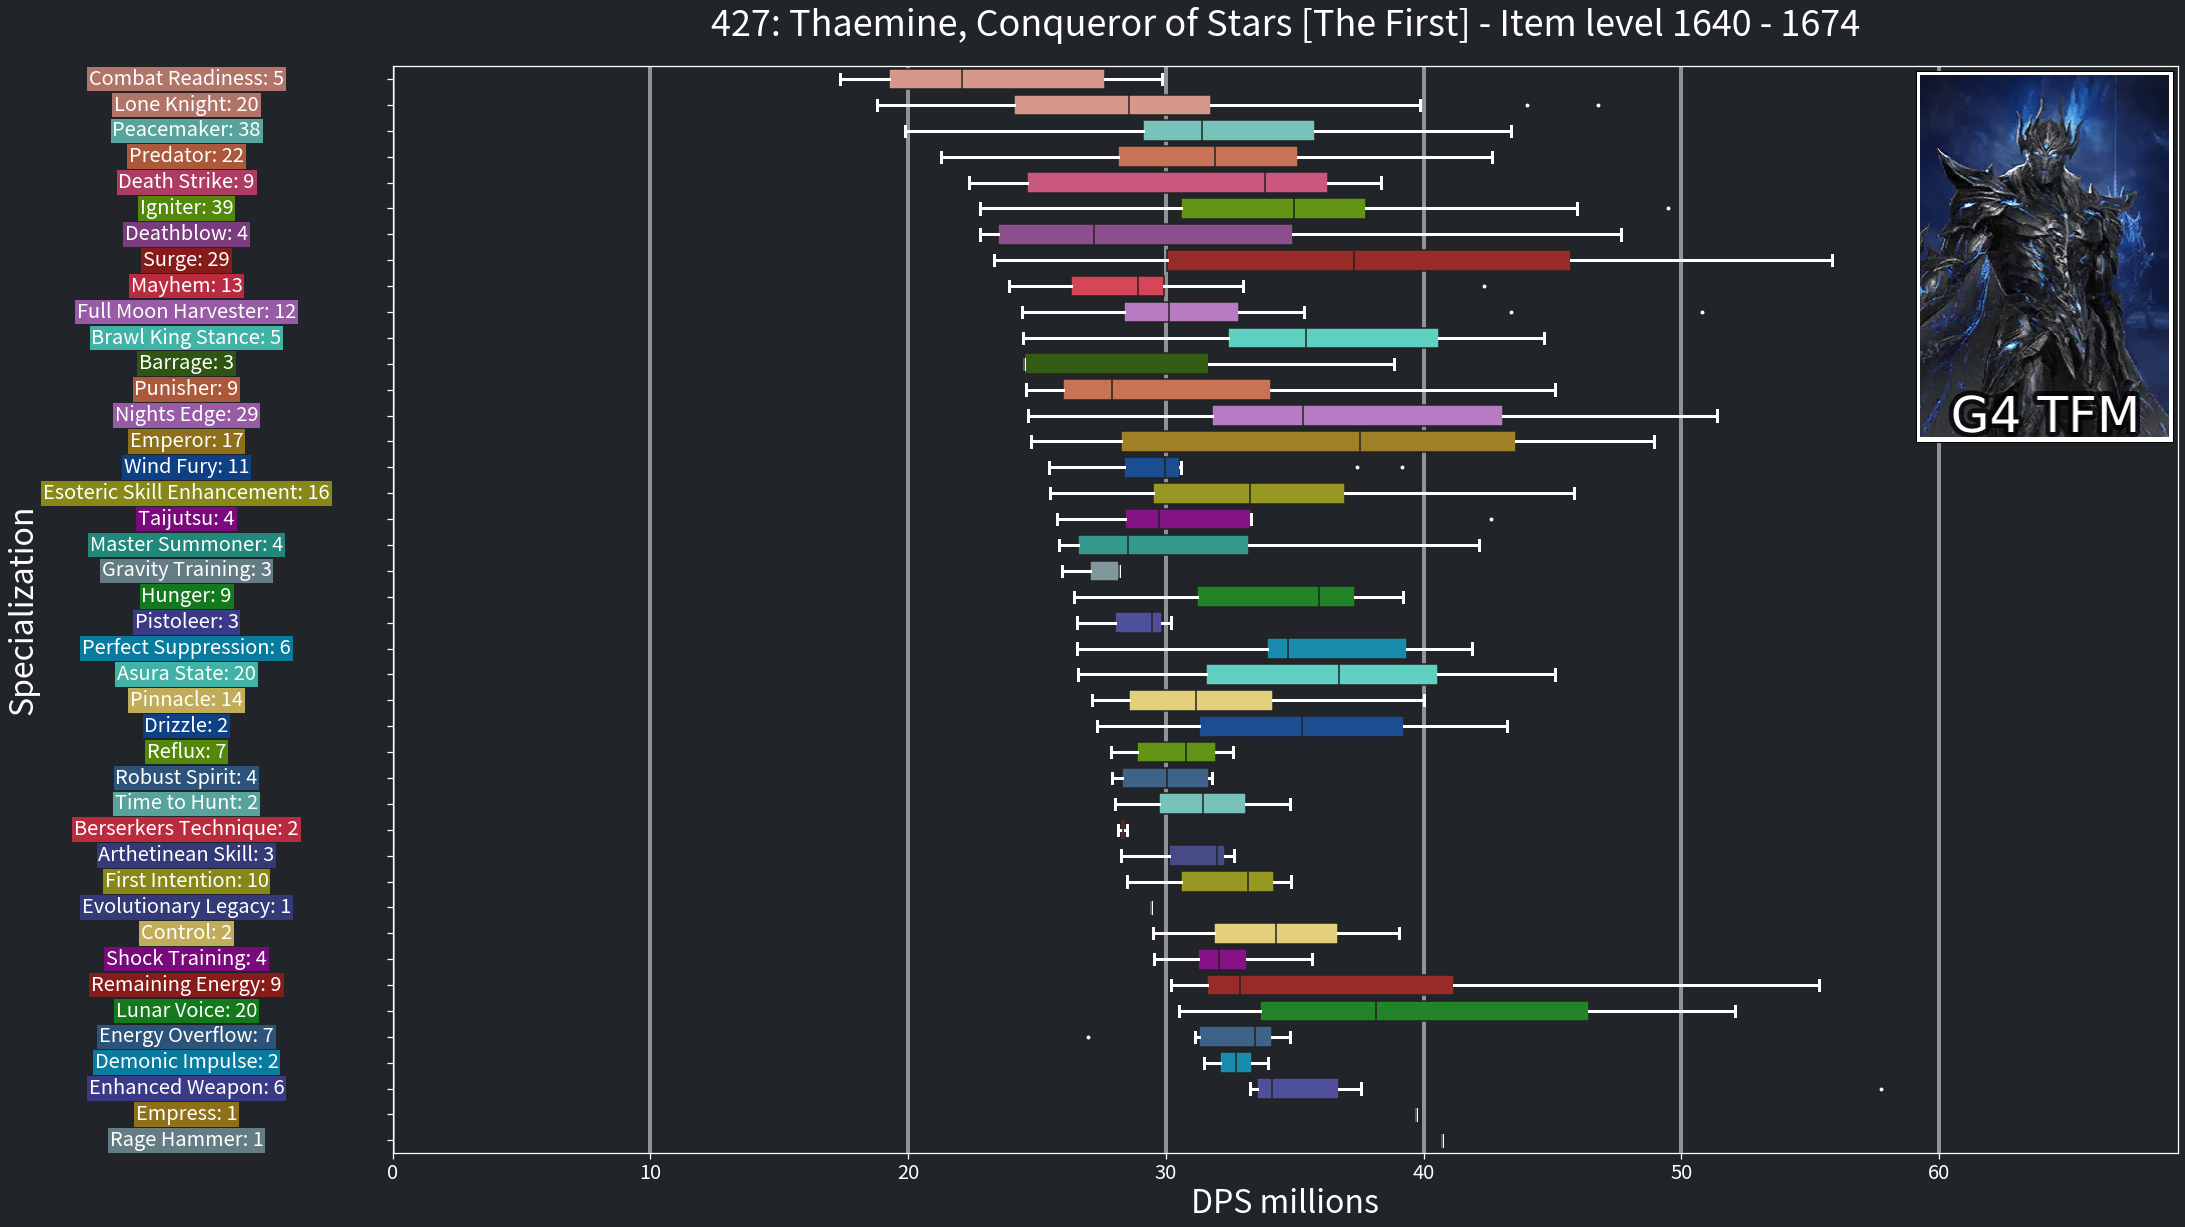 427: Thaemine, Conqueror of Stars [The First] - Item level 1640 - 1674
Specialization
Combat Readiness: 5
Lone Knight: 20
Peacemaker: 38
Predator: 22
Death Strike: 9
Igniter: 39
Deathblow: 4
Surge: 29
Mayhem: 13
Full Moon Harvester: 12
Brawl King Stance: 5
Barrage: 3
Punisher: 9
Nights Edge: 29
Emperor: 17
Wind Fury: 11
Esoteric Skill Enhancement: 16
Taijutsu: 4
Master Summoner: 4
Gravity Training: 3
Hunger: 9
Pistoleer: 3
Perfect Suppression: 6
Asura State: 20
Pinnacle: 14
Drizzle: 2
Reflux: 7
Robust Spirit: 4
Time to Hunt: 2
Berserkers Technique: 2
Arthetinean Skill: 3
First Intention: 10
Evolutionary Legacy: 1
Control: 2
Shock Training: 4
Remaining Energy: 9
Lunar Voice: 20
Energy Overflow: 7
Demonic Impulse: 2
Enhanced Weapon: 6
Empress: 1
Rage Hammer: 1
G4 TFM
0 10 20 30 40 50 60
DPS millions